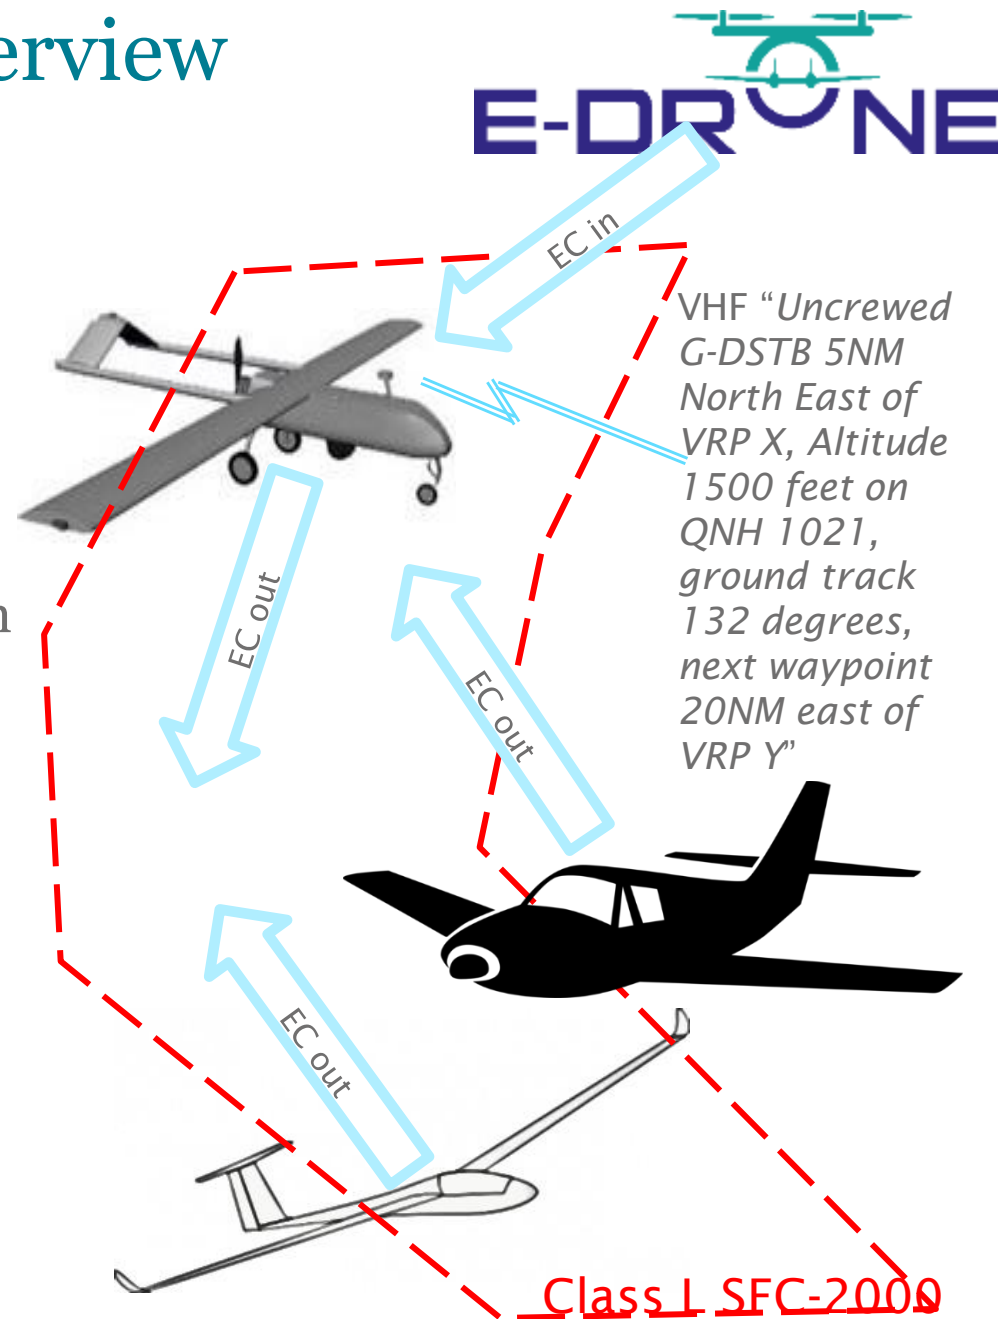 erview
E-DRONE
EC in
VHF “Uncrewed
G-DSTB 5NM
North East of
VRP X, Altitude
1500 feet on
QNH 1021,
ground track
132 degrees,
next waypoint
20NM east of
VRP Y”
EC out
n
EC out
EC out
Class L SFC-2000